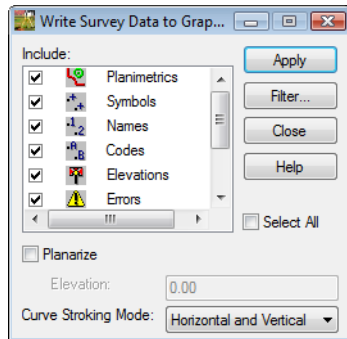 Write Survey Data to Grap...
Include:
Planimetrics
Symbols
Names
Codes
Elevations
Errors
Apply
Filter...
Close
Help
Select All
Planarize
Elevation: 0.00
Curve Stroking Mode: Horizontal and Vertical